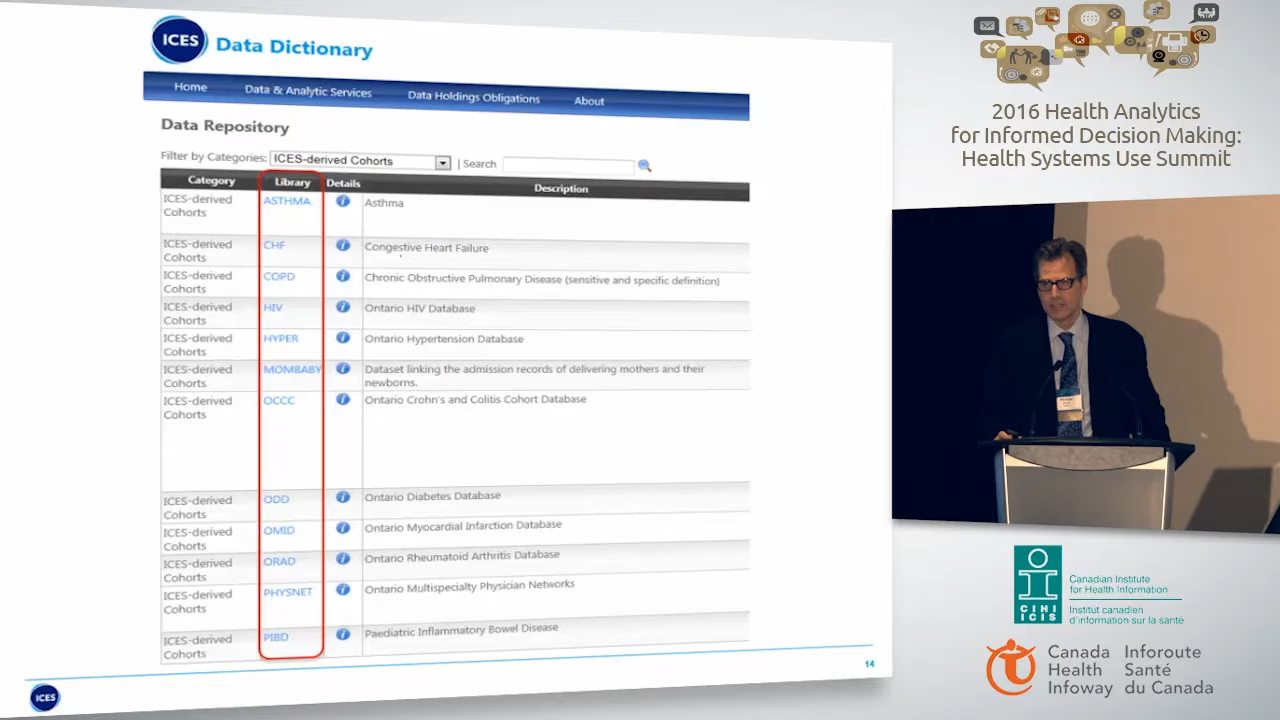 ICES Data Dictionary
Home Data & Analytic Services Data Holdings Obligations About
Data Repository
Filter by Categories: ICES-derived Cohorts | Search
Category Library Details Description
ICES-derived Cohorts ASTHMA Asthma
ICES-derived Cohorts CHF Congestive Heart Failure
ICES-derived Cohorts COPD Chronic Obstructive Pulmonary Disease (sensitive and specific definition)
ICES-derived Cohorts HIV Ontario HIV Database
ICES-derived Cohorts HYPER Ontario Hypertension Database
ICES-derived Cohorts MOMBABY Dataset linking the admission records of delivering mothers and their
newborns.
ICES-derived Cohorts OCCC Ontario Crohn's and Colitis Cohort Database
ICES-derived Cohorts ODD Ontario Diabetes Database
ICES-derived Cohorts OMID Ontario Myocardial Infarction Database
ICES-derived Cohorts ORAD Ontario Rheumatoid Arthritis Database
ICES-derived Cohorts PHYSNET Ontario Multispecialty Physician Networks
ICES-derived Cohorts PIBD Paediatric Inflammatory Bowel Disease
14
ICES
2016 Health Analytics
for Informed Decision Making:
Health Systems Use Summit
CIHI
ICIS
Canadian Institute
for Health Information
Institut canadien
d'information sur la santé
Canada Inforoute
Health Santé
Infoway du Canada